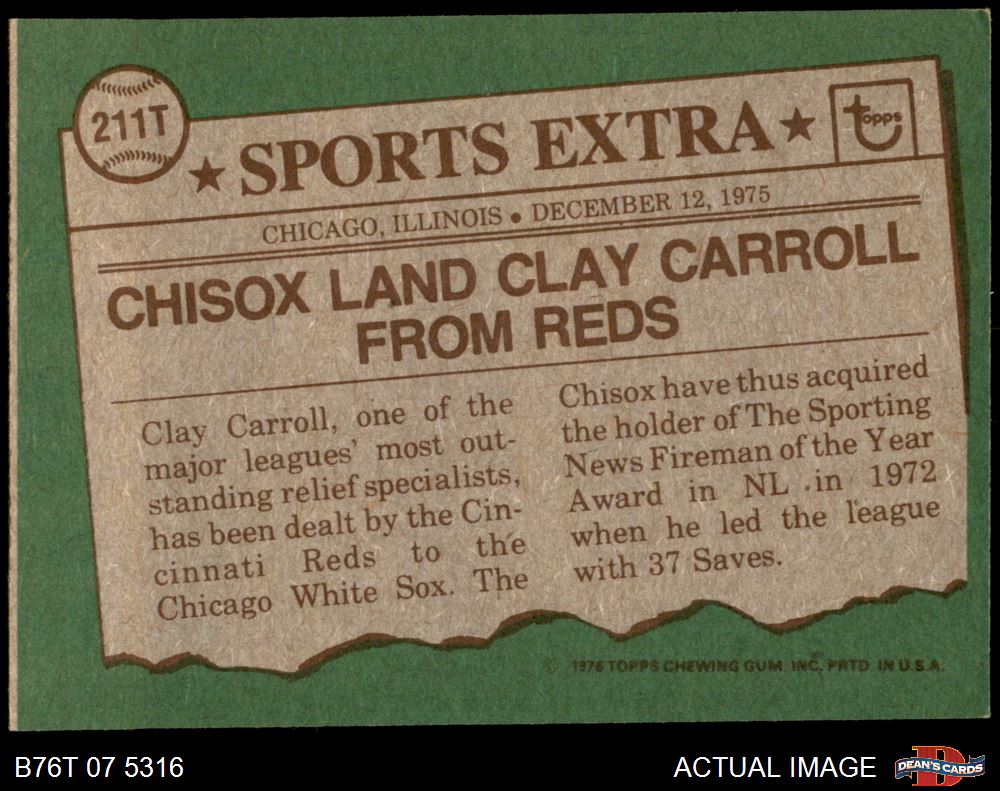 211T
★ SPORTS EXTRA ★
topps
CHICAGO, ILLINOIS • DECEMBER 12, 1975
CHISOX LAND CLAY CARROLL
FROM REDS
Clay Carroll, one of the
major leagues' most out-
standing relief specialists,
has been dealt by the Cin-
cinnati Reds to the
Chicago White Sox. The
Chisox have thus acquired
the holder of The Sporting
News Fireman of the Year
Award in NL in 1972
when he led the league
with 37 Saves.
© 1976 TOPPS CHEWING GUM, INC. PRTD. IN U.S.A.
B76T 07 5316
ACTUAL IMAGE
DEAN'S CARDS